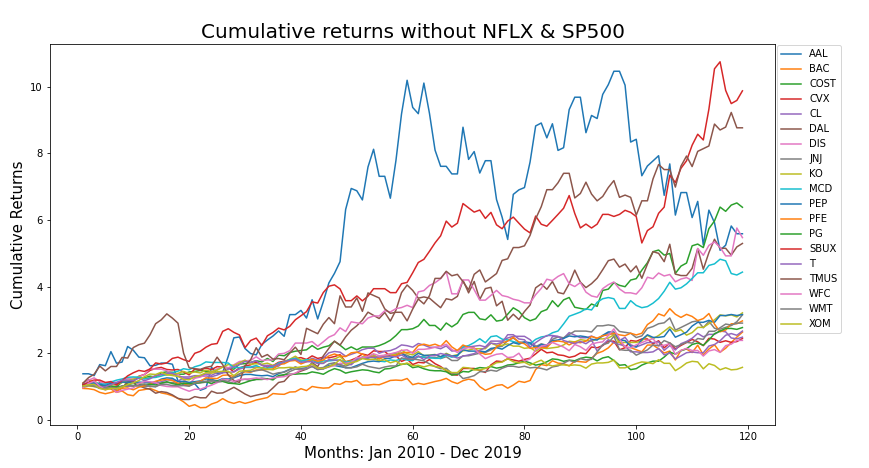 Cumulative returns without NFLX & SP500
Cumulative Returns
10
8
6
4
2
0
0 20 40 60 80 100 120
Months: Jan 2010 - Dec 2019
AAL
BAC
COST
CVX
CL
DAL
DIS
JNJ
KO
MCD
PEP
PFE
PG
SBUX
T
TMUS
WFC
WMT
XOM